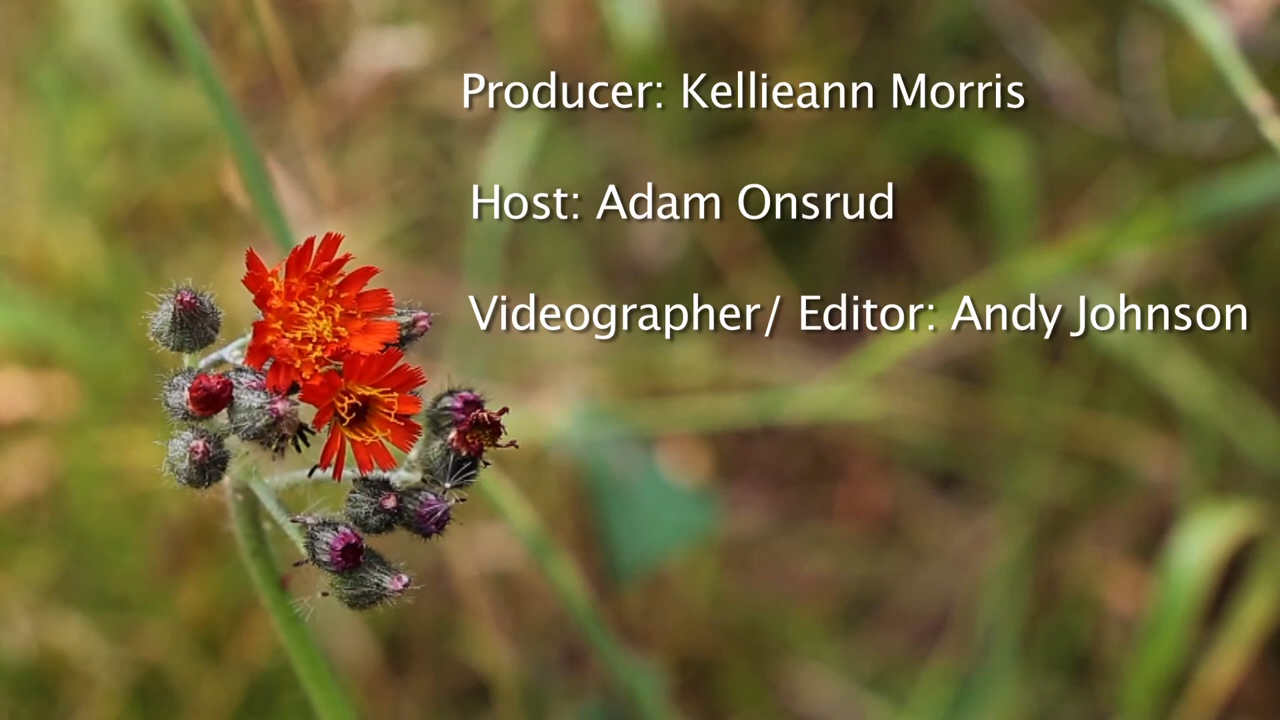 Producer: Kellieann Morris
Host: Adam Onsrud
Videographer/ Editor: Andy Johnson